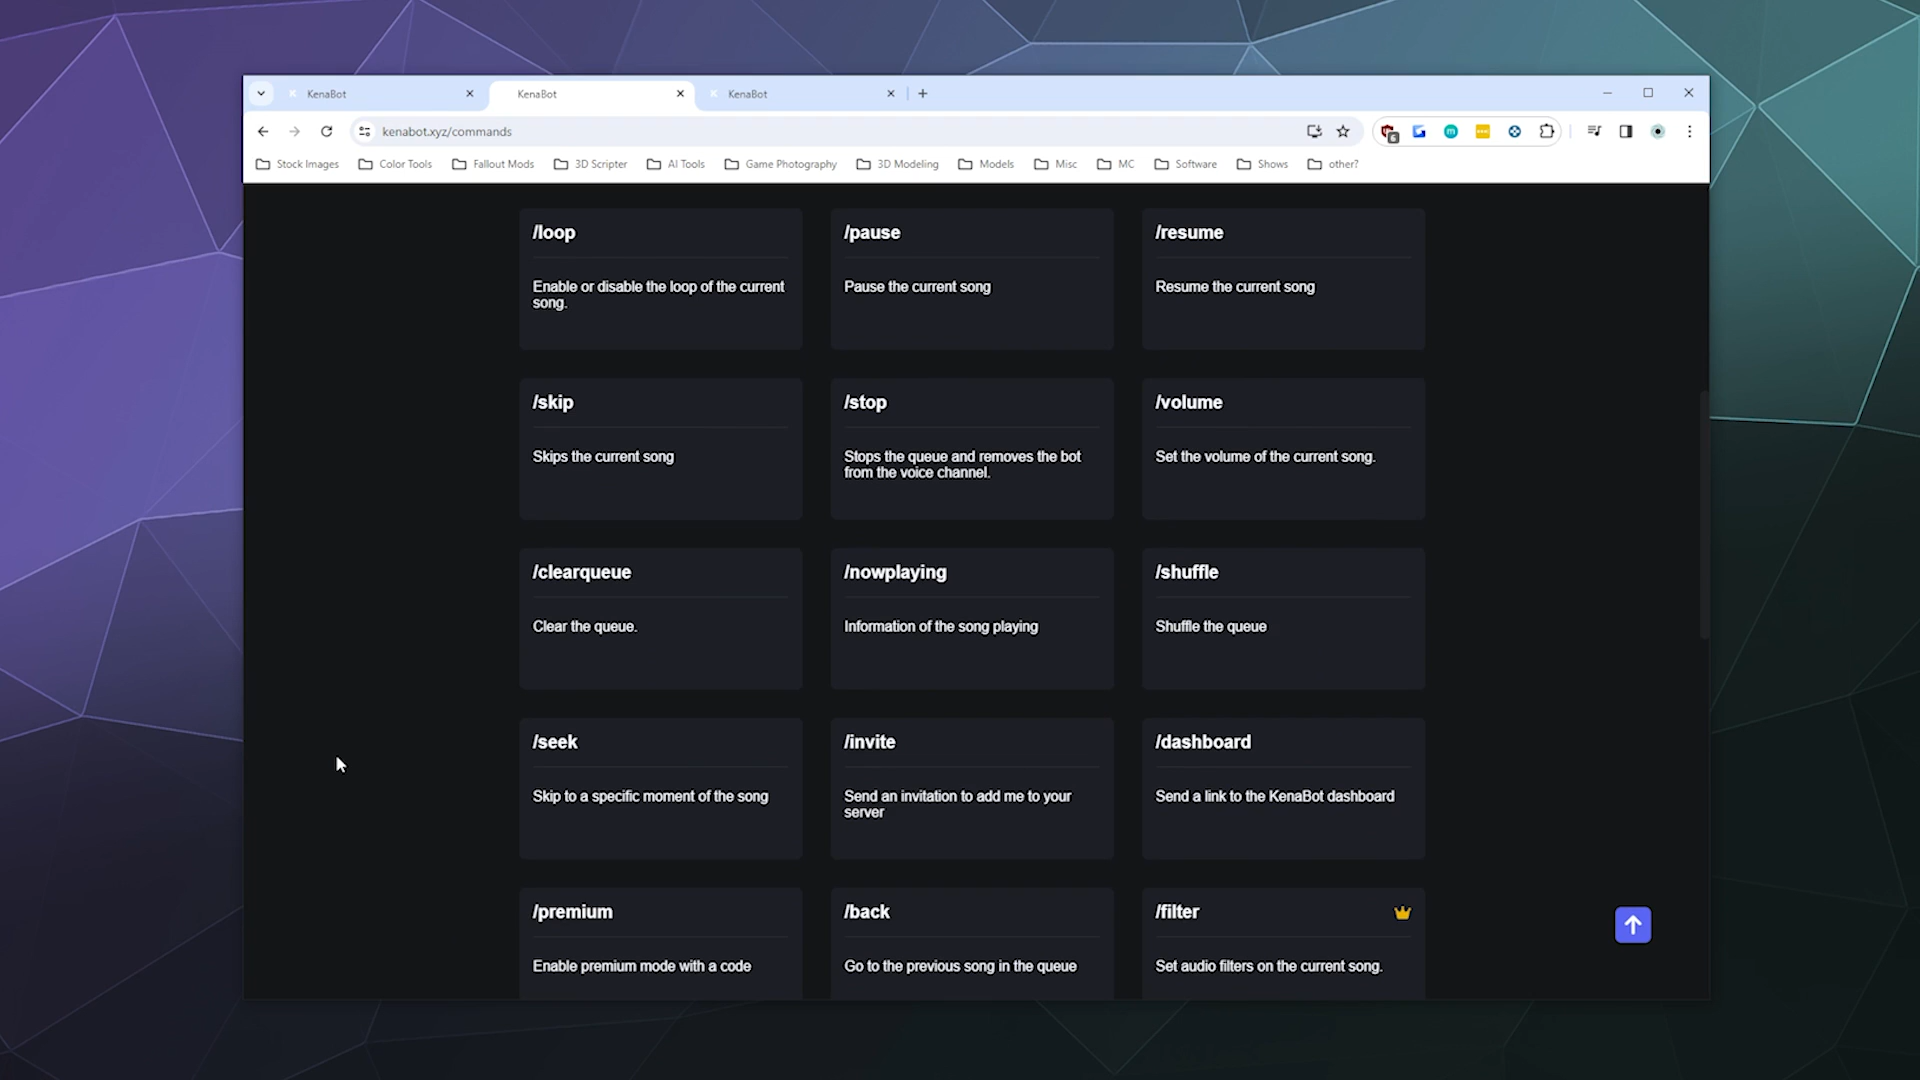 KenaBot
KenaBot
KenaBot
kenabot.xyz/commands
6
m
Stock Images
Color Tools
Fallout Mods
3D Scripter
AI Tools
Game Photography
3D Modeling
Models
Misc
MC
Software
Shows
other?
/loop
Enable or disable the loop of the current
song.
/pause
Pause the current song
/resume
Resume the current song
/skip
Skips the current song
/stop
Stops the queue and removes the bot
from the voice channel.
/volume
Set the volume of the current song.
/clearqueue
Clear the queue.
/nowplaying
Information of the song playing
/shuffle
Shuffle the queue
/seek
Skip to a specific moment of the song
/invite
Send an invitation to add me to your
server
/dashboard
Send a link to the KenaBot dashboard
/premium
Enable premium mode with a code
/back
Go to the previous song in the queue
/filter
Set audio filters on the current song.